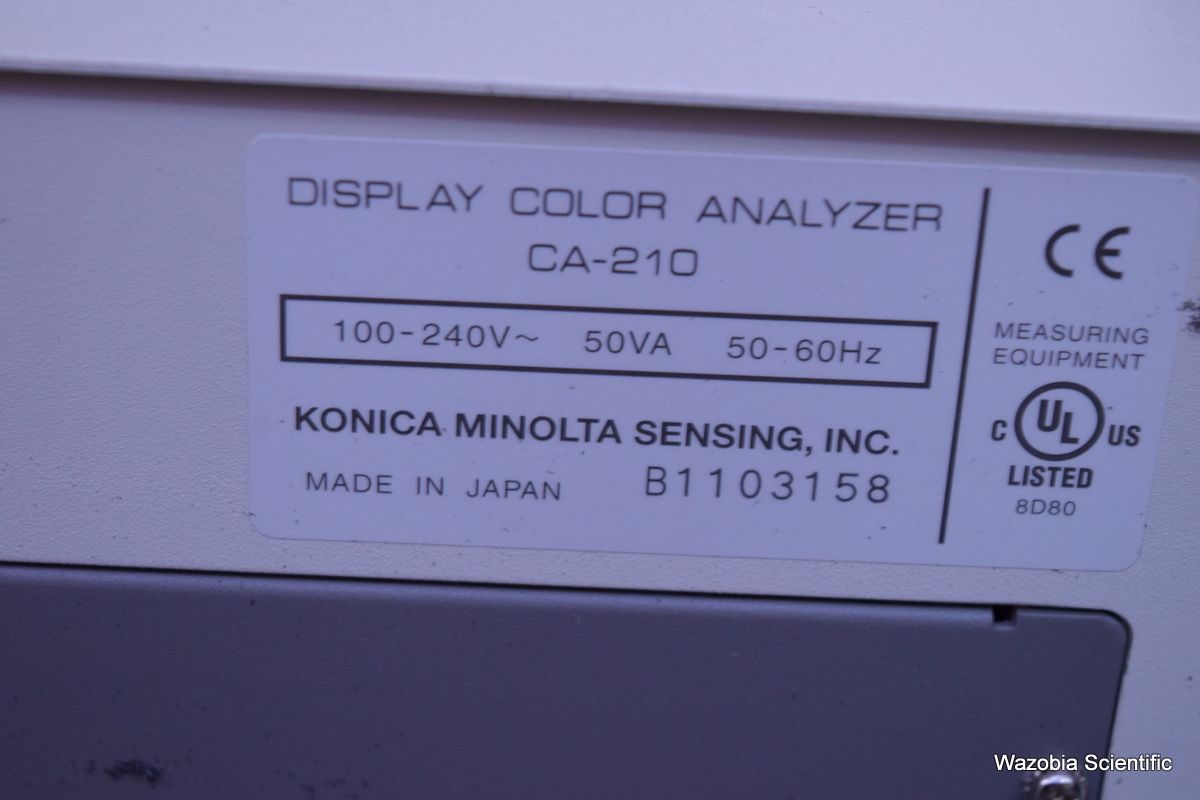 DISPLAY COLOR ANALYZER
CA-210
100-240V~ 50VA 50-60Hz
KONICA MINOLTA SENSING, INC.
MADE IN JAPAN B1103158
CE
MEASURING
EQUIPMENT
C UL US
LISTED
8D80
Wazobia Scientific